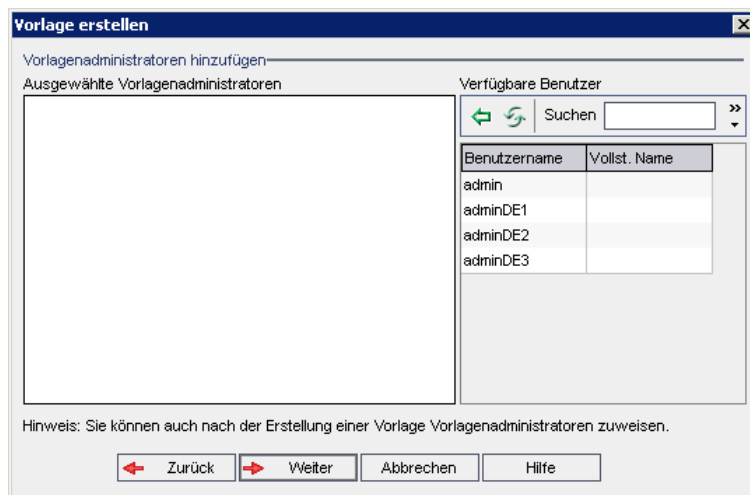 Vorlage erstellen
Vorlagenadministratoren hinzufügen
Ausgewählte Vorlagenadministratoren
Verfügbare Benutzer
Suchen
Benutzername Vollst. Name
admin
adminDE1
adminDE2
adminDE3
Hinweis: Sie können auch nach der Erstellung einer Vorlage Vorlagenadministratoren zuweisen.
Zurück Weiter Abbrechen Hilfe